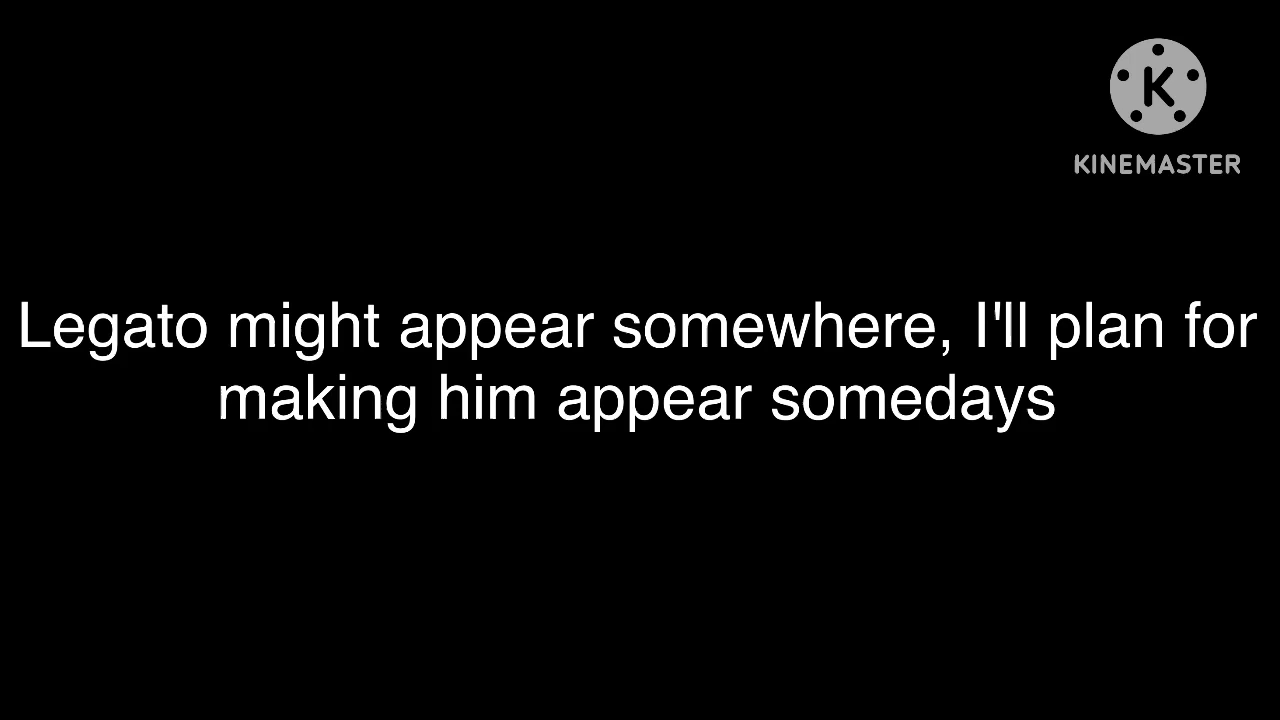 K
KINEMASTER
Legato might appear somewhere, I'll plan for
making him appear somedays